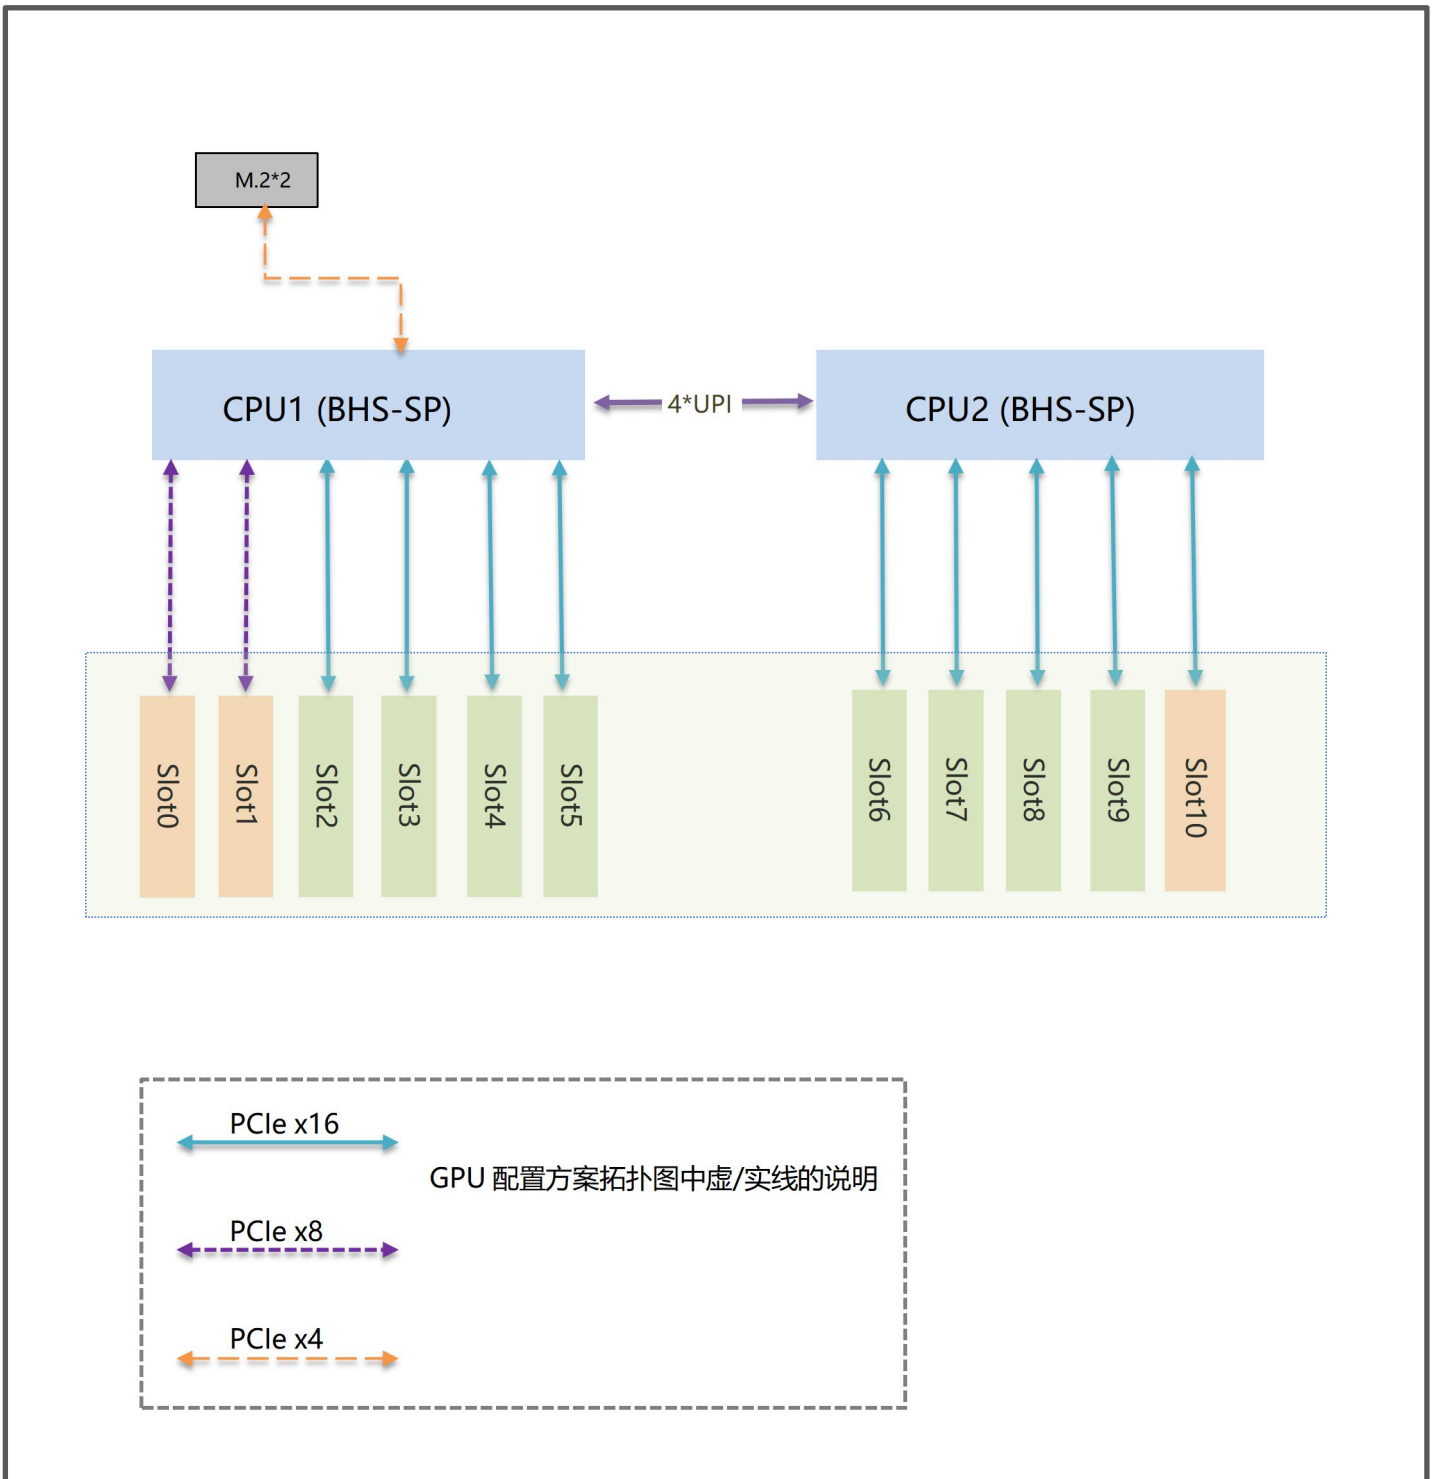 M.2*2
CPU1 (BHS-SP)
4*UPI
CPU2 (BHS-SP)
Slot0
Slot1
Slot2
Slot3
Slot4
Slot5
Slot6
Slot7
Slot8
Slot9
Slot10
PCIe x16
GPU 配置方案拓扑图中虚/实线的说明
PCIe x8
PCIe x4